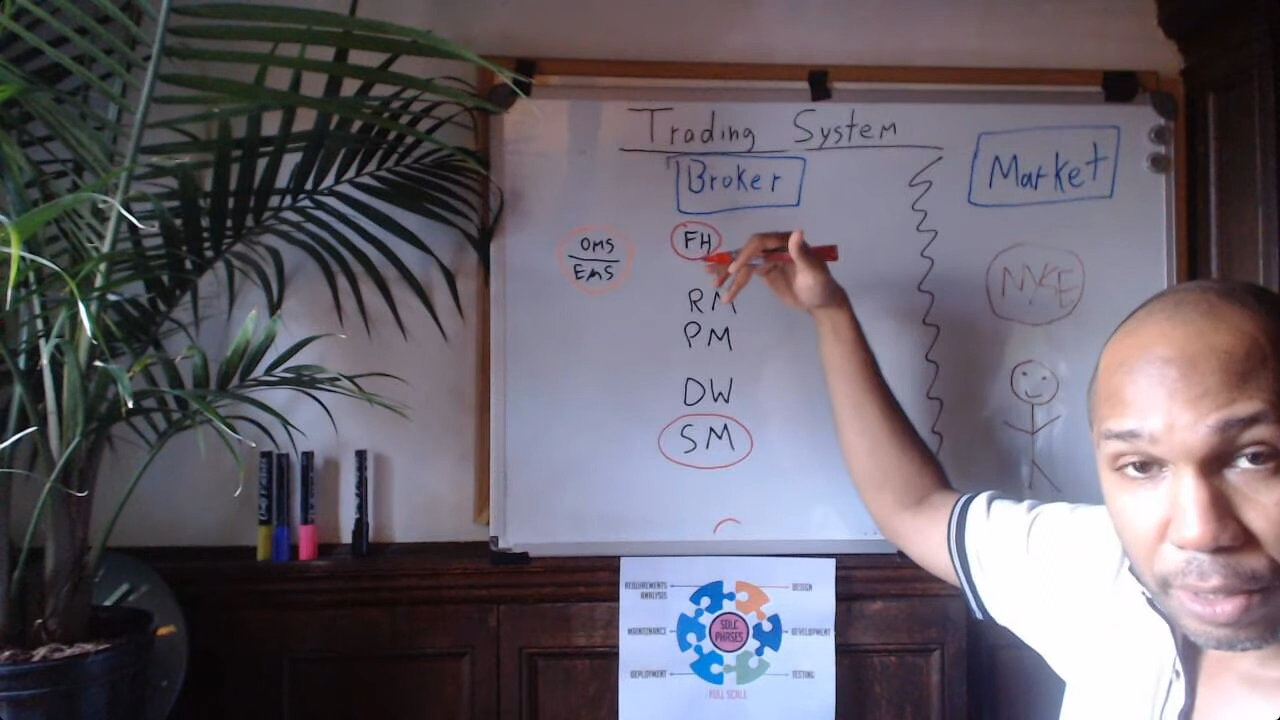 Trading System
Broker
Market
OMS
EMS
FH
NYSE
RM
PM
DW
SM
REQUIREMENTS
ANALYSIS
DESIGN
MAINTENANCE
SDLC
PHRASES
DEVELOPMENT
DEPLOYMENT
TESTING
FULL SCALE